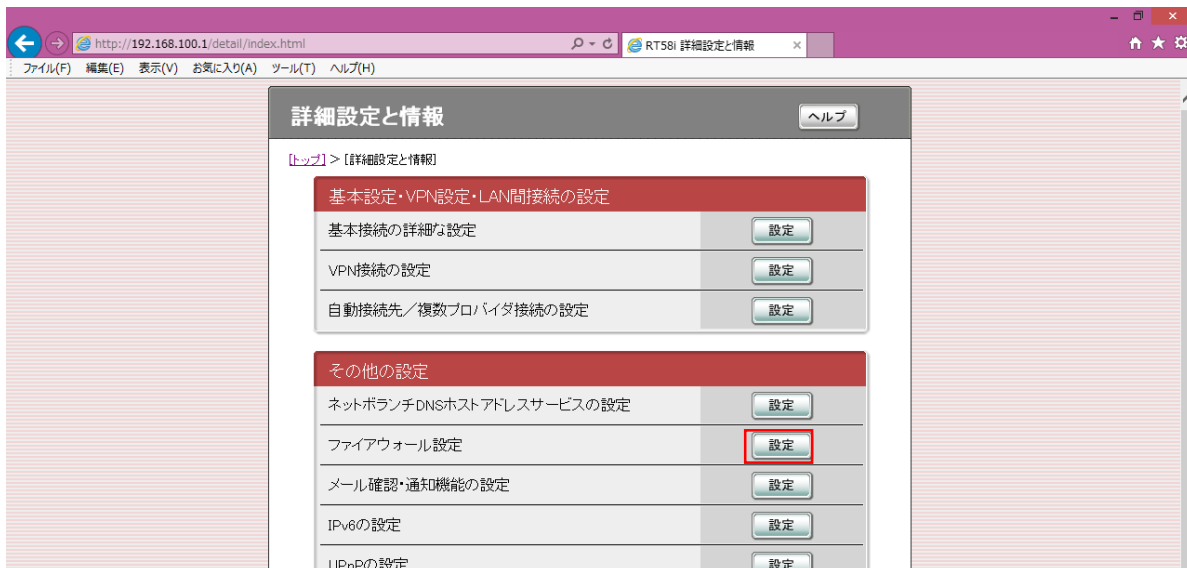 http://192.168.100.1/detail/index.html
RT58i 詳細設定と情報
ファイル(F) 編集(E) 表示(V) お気に入り(A) ツール(T) ヘルプ(H)
詳細設定と情報
ヘルプ
[トップ] > [詳細設定と情報]
基本設定・VPN設定・LAN間接続の設定
基本接続の詳細な設定 設定
VPN接続の設定 設定
自動接続先／複数プロバイダ接続の設定 設定
その他の設定
ネットボランチDNSホストアドレスサービスの設定 設定
ファイアウォール設定 設定
メール確認・通知機能の設定 設定
IPv6の設定 設定
UPnPの設定 設定